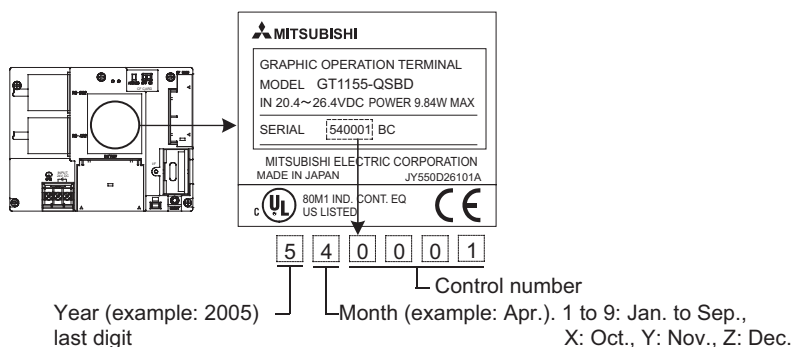 MITSUBISHI
GRAPHIC OPERATION TERMINAL
MODEL GT1155-QSBD
IN 20.4~26.4VDC POWER 9.84W MAX
SERIAL 540001 BC
MITSUBISHI ELECTRIC CORPORATION
MADE IN JAPAN JY550D26101A
C UL 80M1 IND. CONT. EQ
US LISTED CE
5 4 0 0 0 1
Control number
Year (example: 2005) Month (example: Apr.). 1 to 9: Jan. to Sep.,
last digit X: Oct., Y: Nov., Z: Dec.